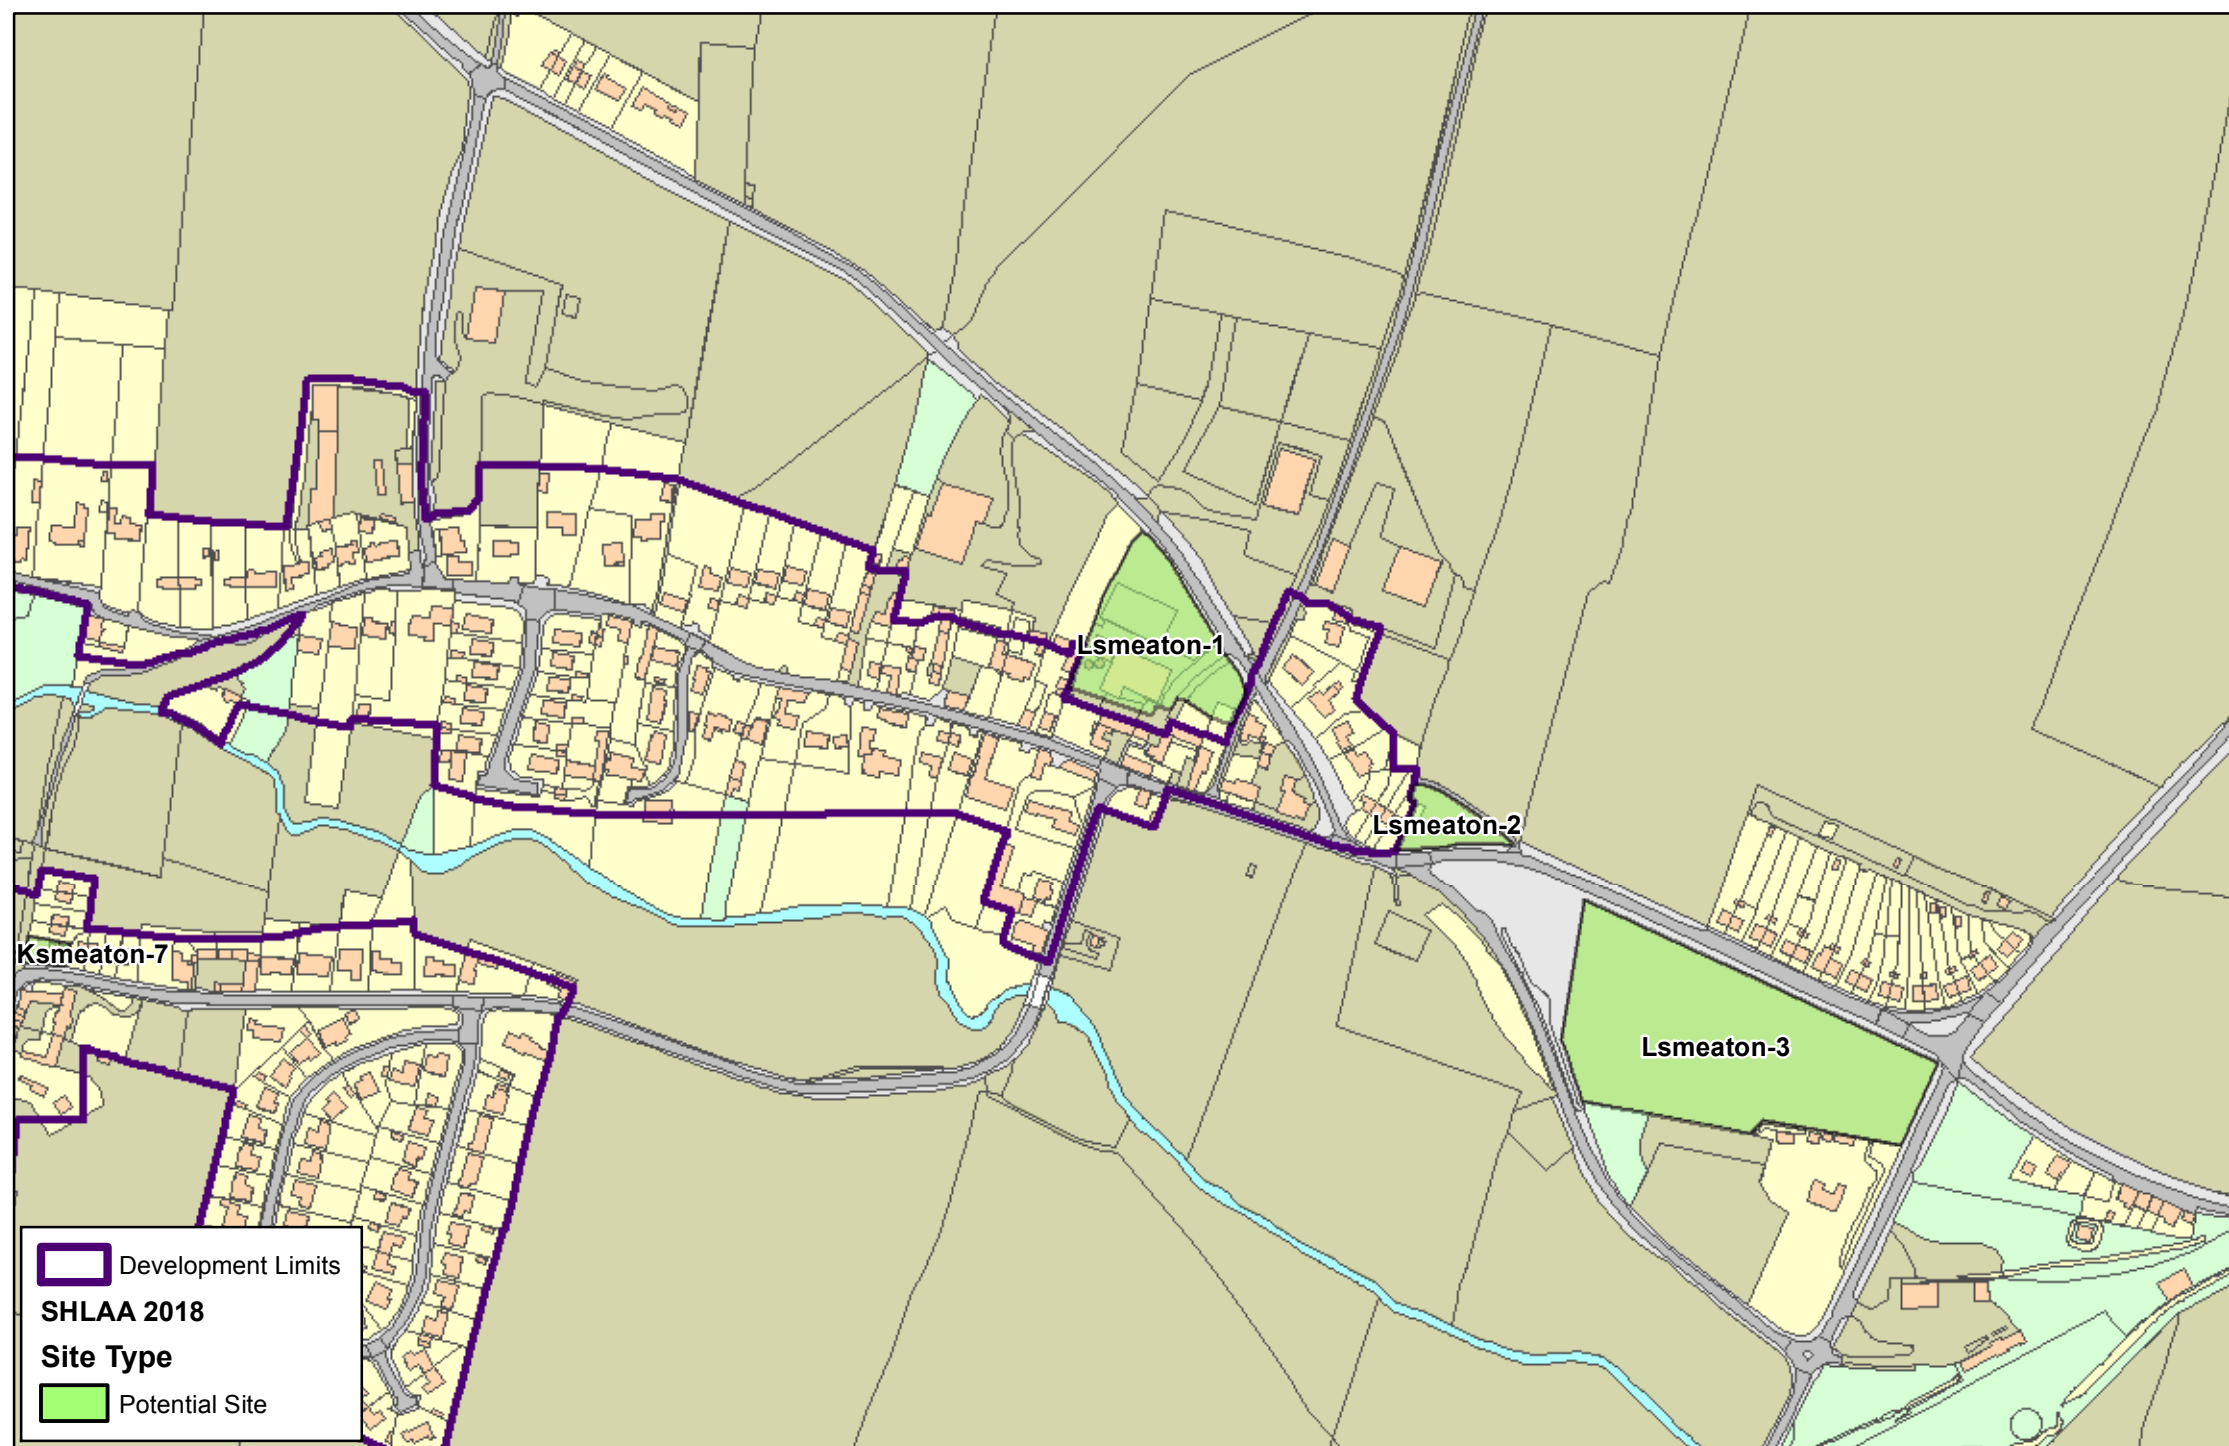 Lsmeaton-1
Lsmeaton-2
Ksmeaton-7
Lsmeaton-3
Development Limits
SHLAA 2018
Site Type
Potential Site